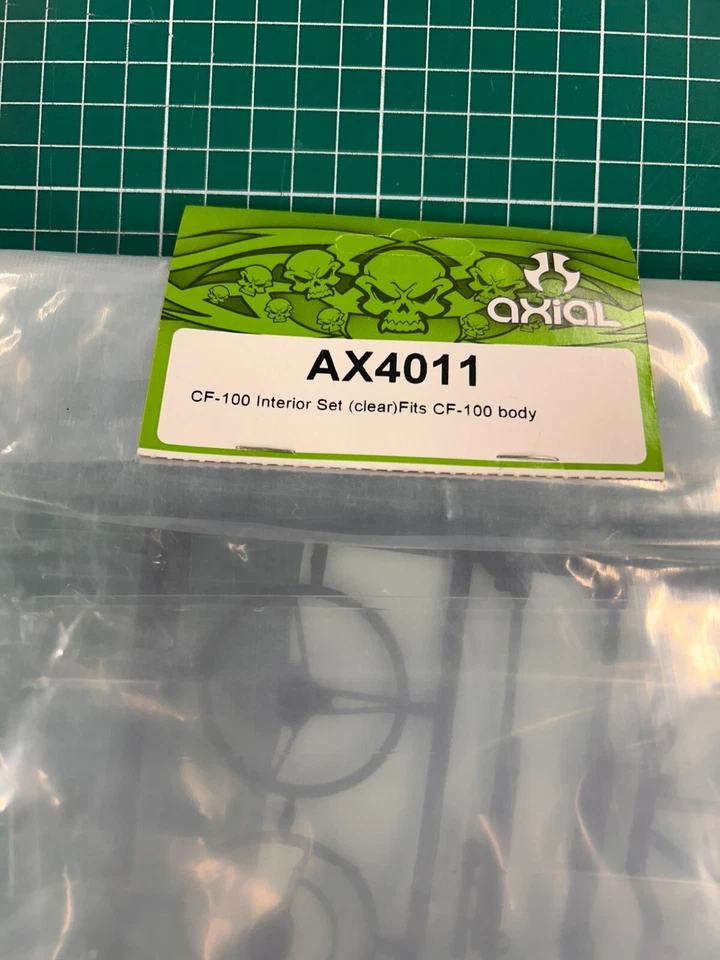 axiaL
AX4011
CF-100 Interior Set (clear)Fits CF-100 body